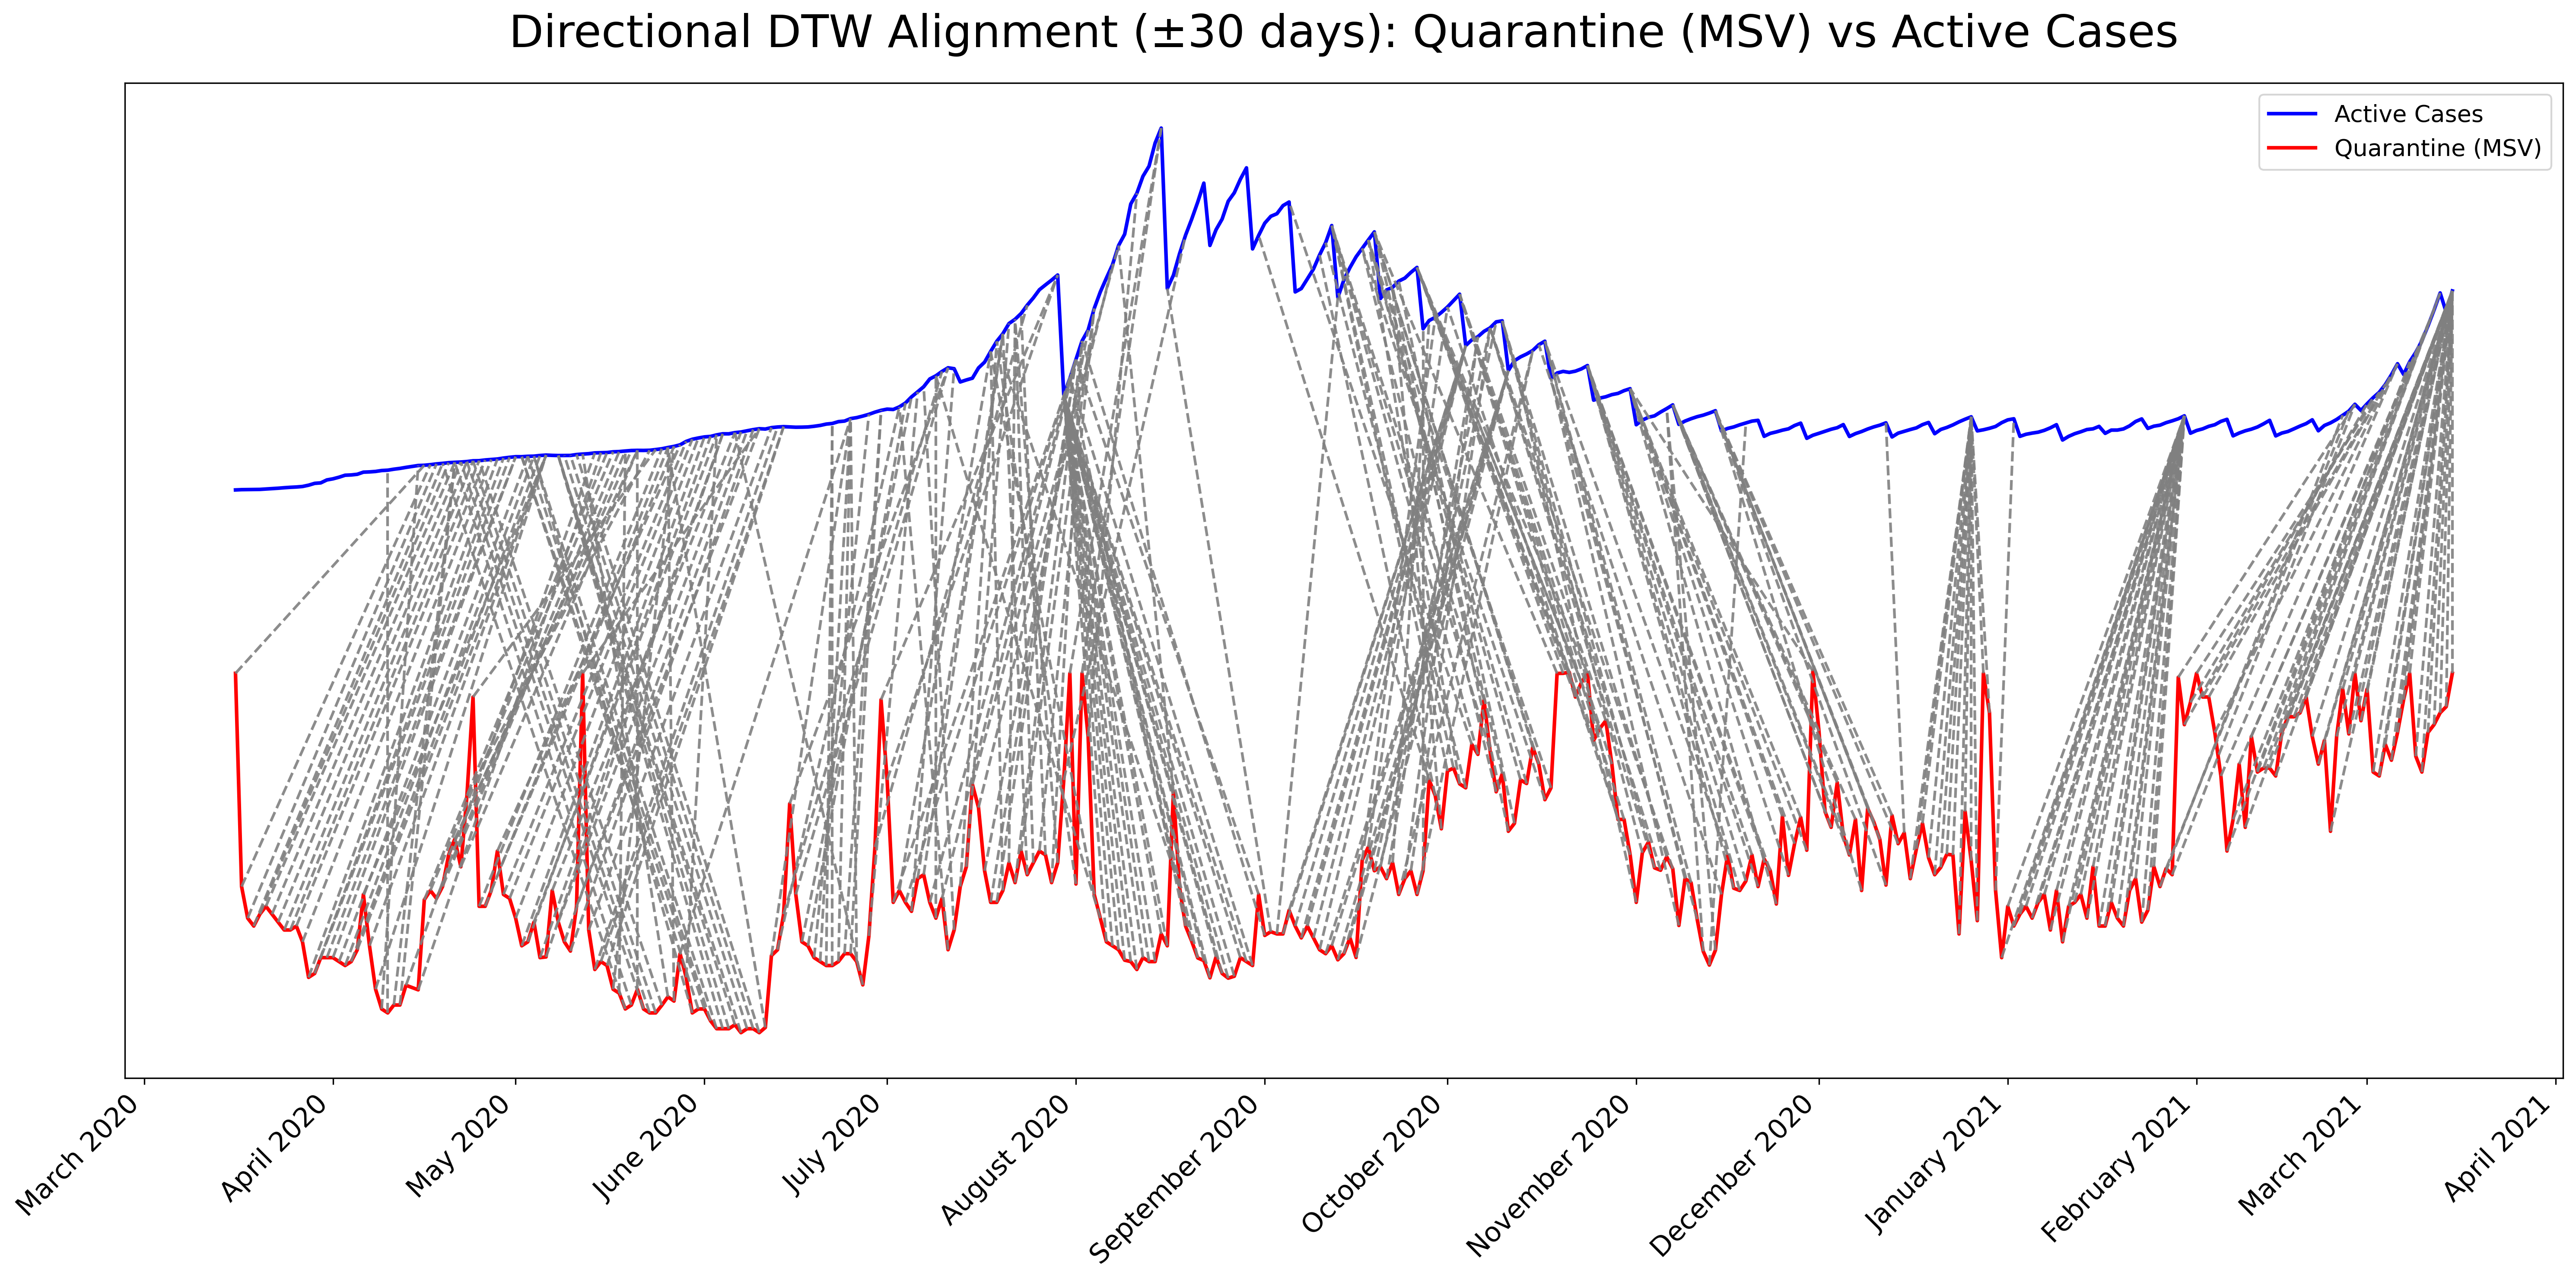 Directional DTW Alignment (±30 days): Quarantine (MSV) vs Active Cases
Active Cases
Quarantine (MSV)
March 2020
April 2020
May 2020
June 2020
July 2020
August 2020
September 2020
October 2020
November 2020
December 2020
January 2021
February 2021
March 2021
April 2021